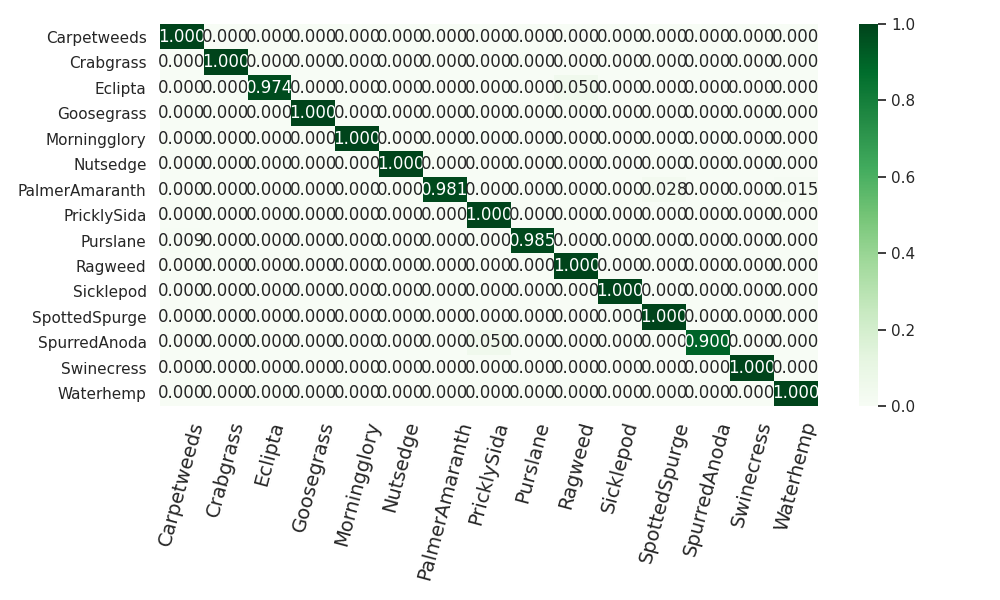 Carpetweeds 1.000 0.000 0.000 0.000 0.000 0.000 0.000 0.000 0.000 0.000 0.000 0.000 0.000 0.000 0.000
Crabgrass 0.000 1.000 0.000 0.000 0.000 0.000 0.000 0.000 0.000 0.000 0.000 0.000 0.000 0.000 0.000
Eclipta 0.000 0.000 0.974 0.000 0.000 0.000 0.000 0.000 0.000 0.050 0.000 0.000 0.000 0.000 0.000
Goosegrass 0.000 0.000 0.000 1.000 0.000 0.000 0.000 0.000 0.000 0.000 0.000 0.000 0.000 0.000 0.000
Morningglory 0.000 0.000 0.000 0.000 1.000 0.000 0.000 0.000 0.000 0.000 0.000 0.000 0.000 0.000 0.000
Nutsedge 0.000 0.000 0.000 0.000 0.000 1.000 0.000 0.000 0.000 0.000 0.000 0.000 0.000 0.000 0.000
PalmerAmaranth 0.000 0.000 0.000 0.000 0.000 0.000 0.981 0.000 0.000 0.000 0.000 0.028 0.000 0.000 0.015
PricklySida 0.000 0.000 0.000 0.000 0.000 0.000 0.000 1.000 0.000 0.000 0.000 0.000 0.000 0.000 0.000
Purslane 0.009 0.000 0.000 0.000 0.000 0.000 0.000 0.000 0.985 0.000 0.000 0.000 0.000 0.000 0.000
Ragweed 0.000 0.000 0.000 0.000 0.000 0.000 0.000 0.000 0.000 1.000 0.000 0.000 0.000 0.000 0.000
Sicklepod 0.000 0.000 0.000 0.000 0.000 0.000 0.000 0.000 0.000 0.000 1.000 0.000 0.000 0.000 0.000
SpottedSpurge 0.000 0.000 0.000 0.000 0.000 0.000 0.000 0.000 0.000 0.000 0.000 1.000 0.000 0.000 0.000
SpurredAnoda 0.000 0.000 0.000 0.000 0.000 0.000 0.000 0.050 0.000 0.000 0.000 0.000 0.900 0.000 0.000
Swinecress 0.000 0.000 0.000 0.000 0.000 0.000 0.000 0.000 0.000 0.000 0.000 0.000 0.000 1.000 0.000
Waterhemp 0.000 0.000 0.000 0.000 0.000 0.000 0.000 0.000 0.000 0.000 0.000 0.000 0.000 0.000 1.000
Carpetweeds
Crabgrass
Eclipta
Goosegrass
Morningglory
Nutsedge
PalmerAmaranth
PricklySida
Purslane
Ragweed
Sicklepod
SpottedSpurge
SpurredAnoda
Swinecress
Waterhemp
1.0
0.8
0.6
0.4
0.2
0.0